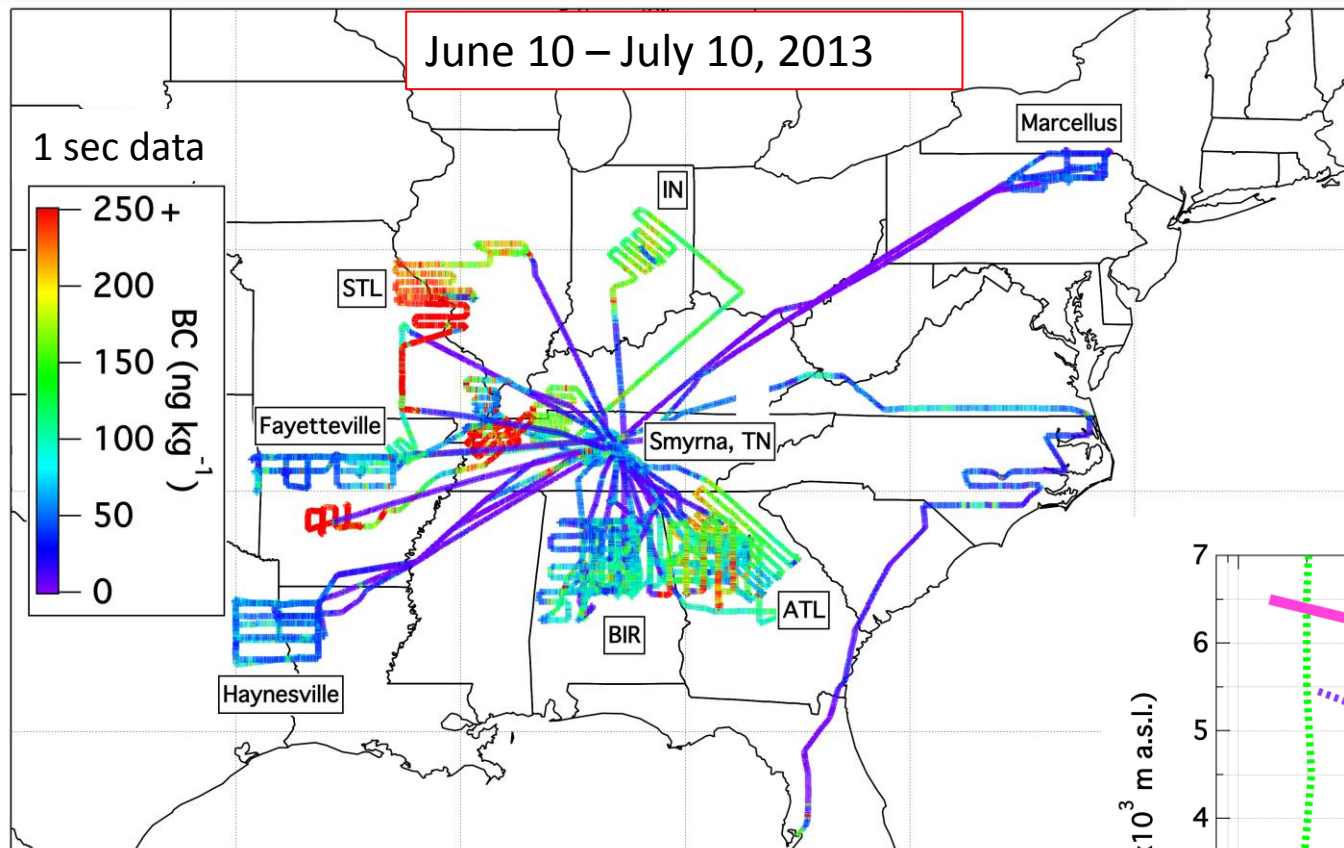 June 10 – July 10, 2013
1 sec data
250 +
200
150
100
50
0
BC (ng kg⁻¹)
Marcellus
IN
STL
Fayetteville
Smyrna, TN
ATL
BIR
Haynesville
7
6
5
4
10³ m a.s.l.)